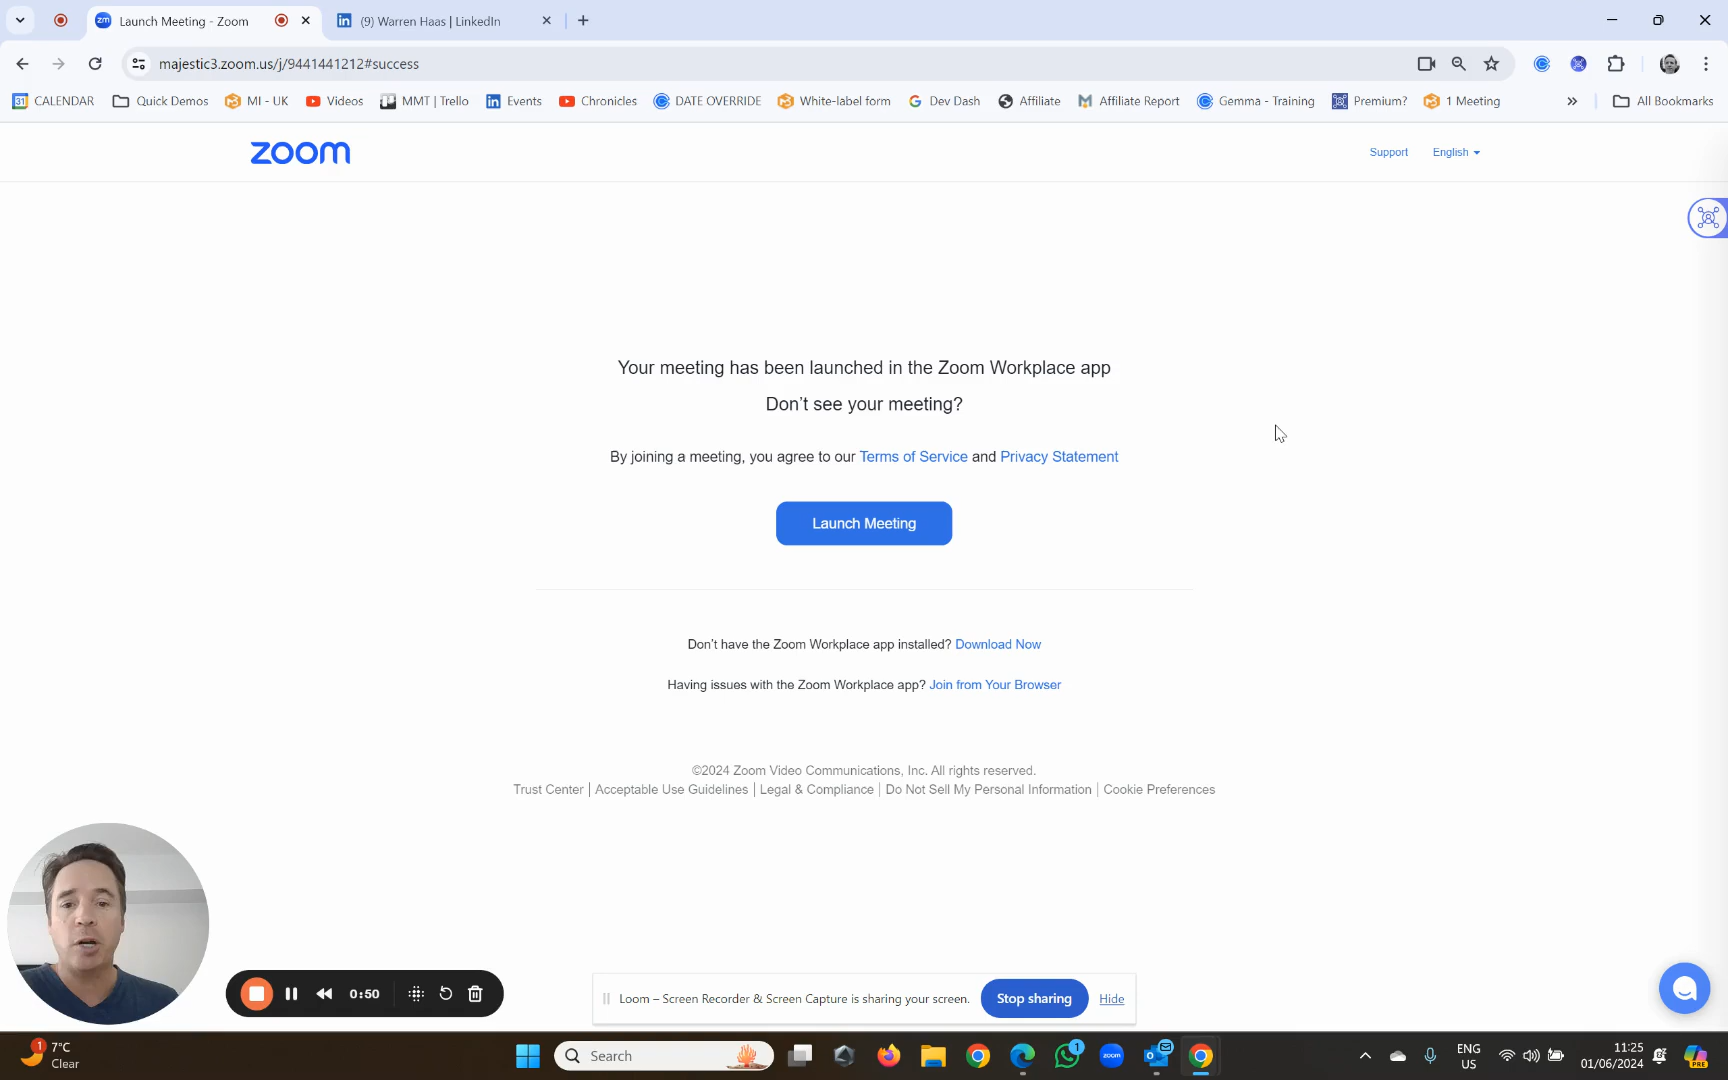 Launch Meeting - Zoom
(9) Warren Haas | LinkedIn
majestic3.zoom.us/j/9441441212#success
CALENDAR Quick Demos MI - UK Videos MMT | Trello Events Chronicles DATE OVERRIDE White-label form Dev Dash Affiliate Affiliate Report Gemma - Training Premium? 1 Meeting All Bookmarks
zoom
Support English
Your meeting has been launched in the Zoom Workplace app
Don't see your meeting?
By joining a meeting, you agree to our Terms of Service and Privacy Statement
Launch Meeting
Don't have the Zoom Workplace app installed? Download Now
Having issues with the Zoom Workplace app? Join from Your Browser
©2024 Zoom Video Communications, Inc. All rights reserved.
Trust Center | Acceptable Use Guidelines | Legal & Compliance | Do Not Sell My Personal Information | Cookie Preferences
0:50
Loom – Screen Recorder & Screen Capture is sharing your screen. Stop sharing Hide
1
7°C
Clear
Search
zoom
1
ENG
US
11:25
01/06/2024
PRE